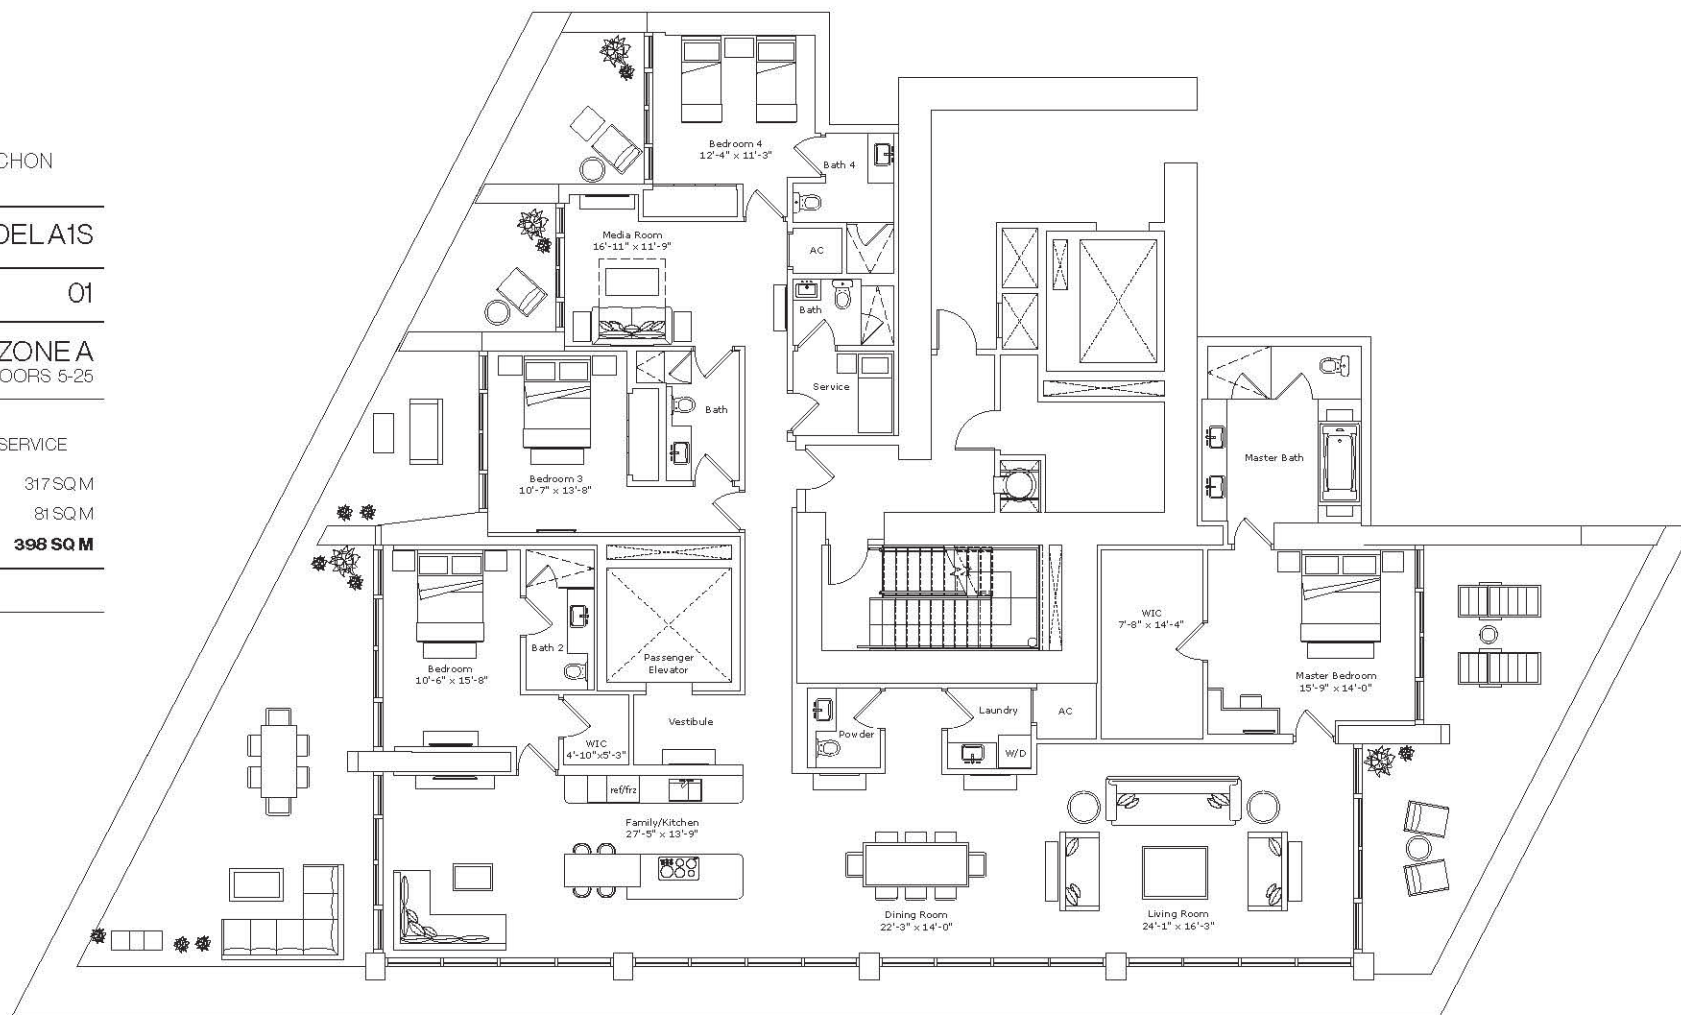 CHON
DELA1S
01
ZONE A
OORS 5-25
SERVICE
317 SQ M
81 SQ M
398 SQ M
Bedroom 4
12'-4" x 11'-3"
Bath 4
Media Room
16'-11" x 11'-9"
AC
Bath
Service
Bath
Bedroom 3
10'-7" x 13'-8"
Master Bath
WIC
7'-8" x 14'-4"
Bath 2
Passenger
Elevator
Bedroom
10'-6" x 15'-8"
Master Bedroom
15'-9" x 14'-0"
Vestibule
Laundry
AC
Powder
WIC
4'-10"x5'-3"
W/D
ref/frz
Family/Kitchen
27'-5" x 13'-9"
Dining Room
22'-3" x 14'-0"
Living Room
24'-1" x 16'-3"